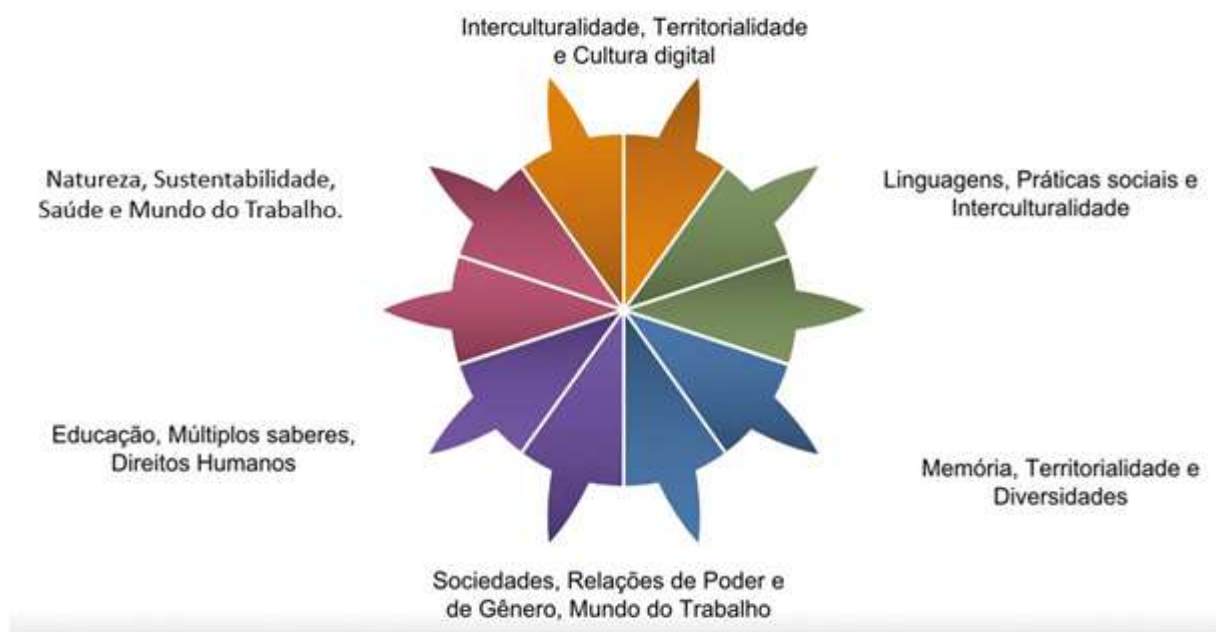 Interculturalidade, Territorialidade
e Cultura digital
Natureza, Sustentabilidade,
Saúde e Mundo do Trabalho.
Linguagens, Práticas sociais e
Interculturalidade
Educação, Múltiplos saberes,
Direitos Humanos
Memória, Territorialidade e
Diversidades
Sociedades, Relações de Poder e
de Gênero, Mundo do Trabalho